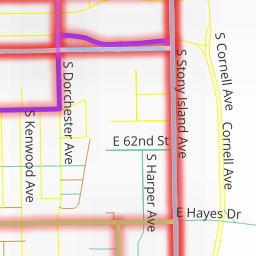 S Cornell Ave
S Stony Island Ave
S Dorchester Ave
S Kenwood Ave
Cornell Ave
E 62nd St
S Harper Ave
E Hayes Dr